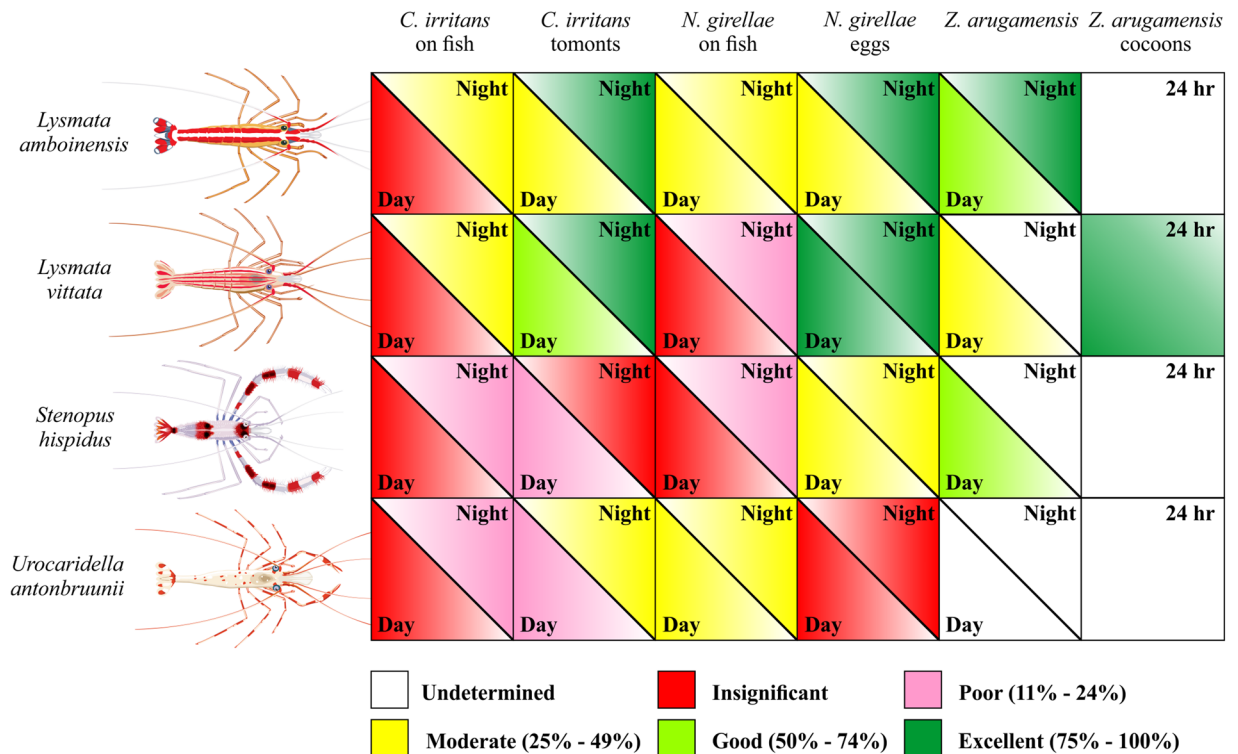 C. irritans on fish
C. irritans tomonts
N. girellae on fish
N. girellae eggs
Z. arugamensis
Z. arugamensis cocoons
Lysmata amboinensis
Night
Night
Night
Night
Night
24 hr
Day
Day
Day
Day
Day
Lysmata vittata
Night
Night
Night
Night
Night
24 hr
Day
Day
Day
Day
Day
Stenopus hispidus
Night
Night
Night
Night
Night
24 hr
Day
Day
Day
Day
Day
Urocaridella antonbruunii
Night
Night
Night
Night
Night
24 hr
Day
Day
Day
Day
Day
Undetermined
Insignificant
Poor (11% - 24%)
Moderate (25% - 49%)
Good (50% - 74%)
Excellent (75% - 100%)